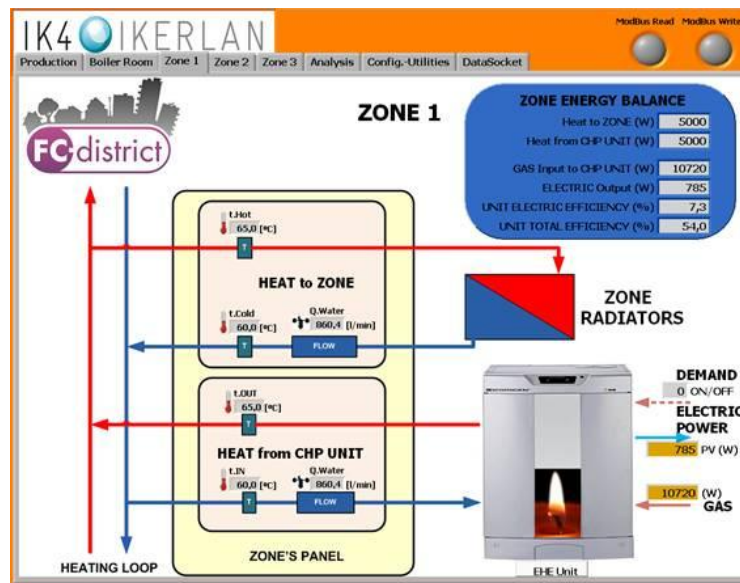 IK4 IKERLAN
ModBus Read ModBus Write
Production Boiler Room Zone 1 Zone 2 Zone 3 Analysis Config.-Utilities DataSocket
FC district
ZONE 1
ZONE ENERGY BALANCE
Heat to ZONE (W) 5000
Heat from CHP UNIT (W) 5000
GAS Input to CHP UNIT (W) 10720
ELECTRIC Output (W) 785
UNIT ELECTRIC EFFICIENCY (%) 7,3
UNIT TOTAL EFFICIENCY (%) 54,0
t.Hot
65,0 [ºC]
T
HEAT to ZONE
t.Cold
60,0 [ºC]
T
Q.Water
860,4 [l/min]
FLOW
ZONE
RADIATORS
t.OUT
65,0 [ºC]
T
HEAT from CHP UNIT
t.IN
60,0 [ºC]
T
Q.Water
860,4 [l/min]
FLOW
DEMAND
0 ON/OFF
ELECTRIC
POWER
785 PV (W)
10720 (W)
GAS
ZONE'S PANEL
HEATING LOOP
EHE Unit